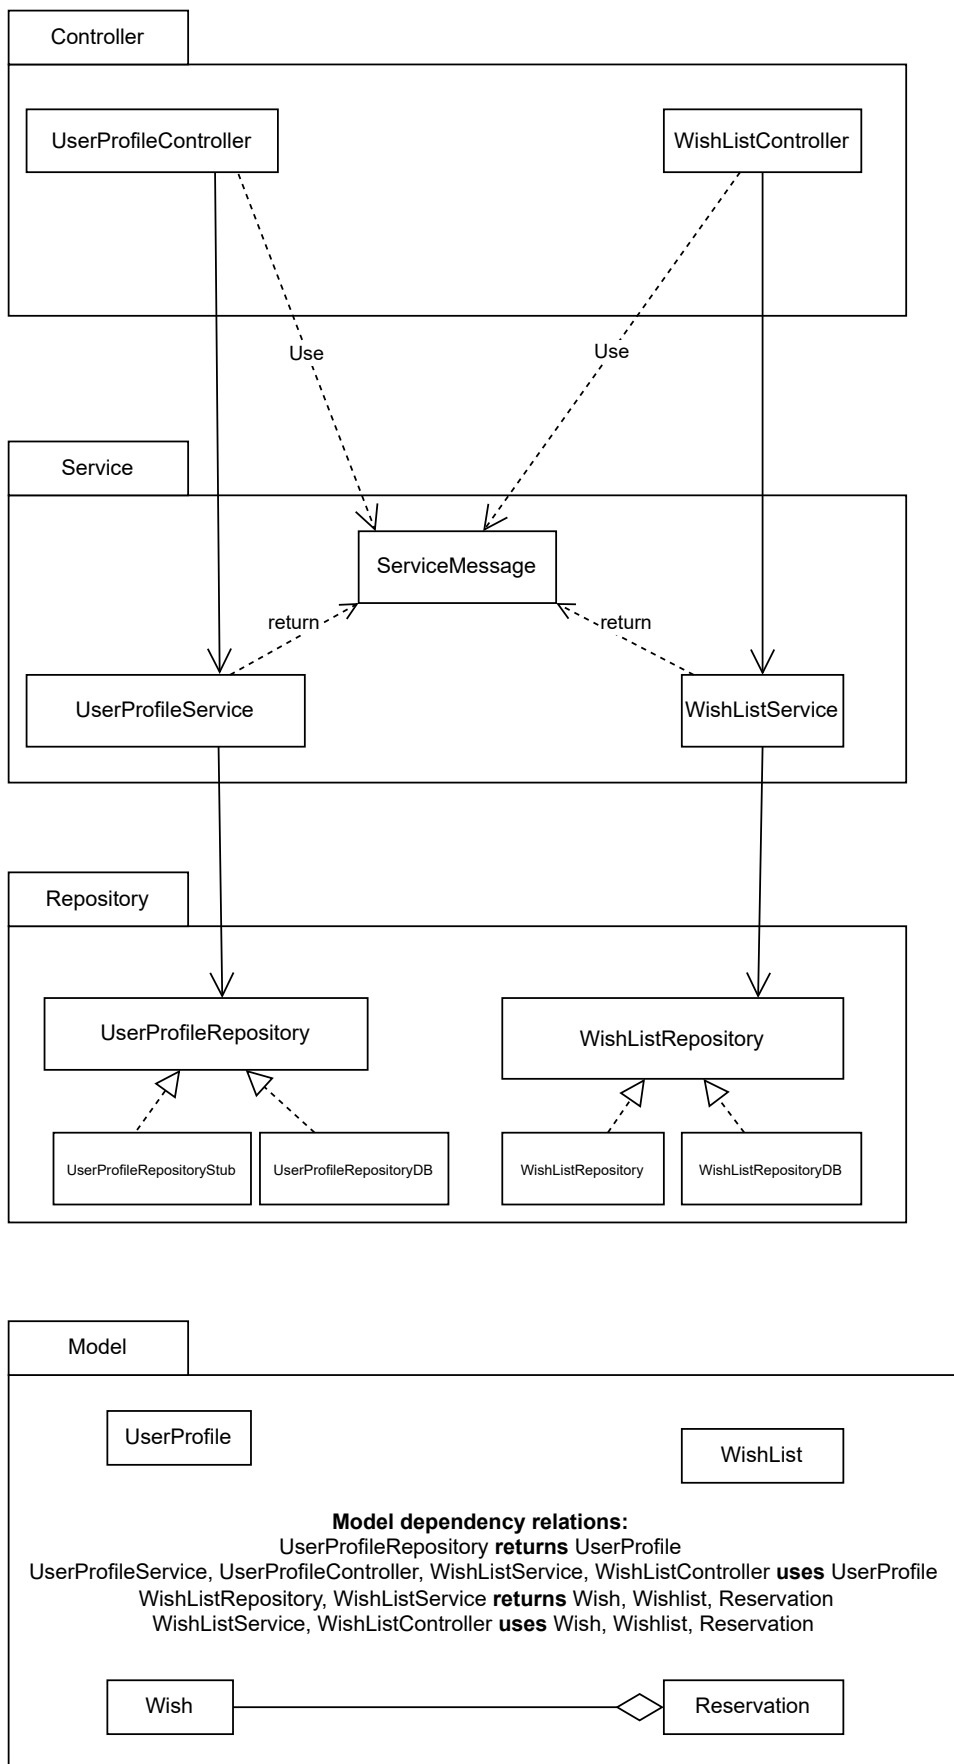 Controller
UserProfileController
WishListController
Use
Use
Service
ServiceMessage
return
return
UserProfileService
WishListService
Repository
UserProfileRepository
WishListRepository
UserProfileRepositoryStub
UserProfileRepositoryDB
WishListRepository
WishListRepositoryDB
Model
UserProfile
WishList
Model dependency relations:
UserProfileRepository returns UserProfile
UserProfileService, UserProfileController, WishListService, WishListController uses UserProfile
WishListRepository, WishListService returns Wish, Wishlist, Reservation
WishListService, WishListController uses Wish, Wishlist, Reservation
Wish
Reservation